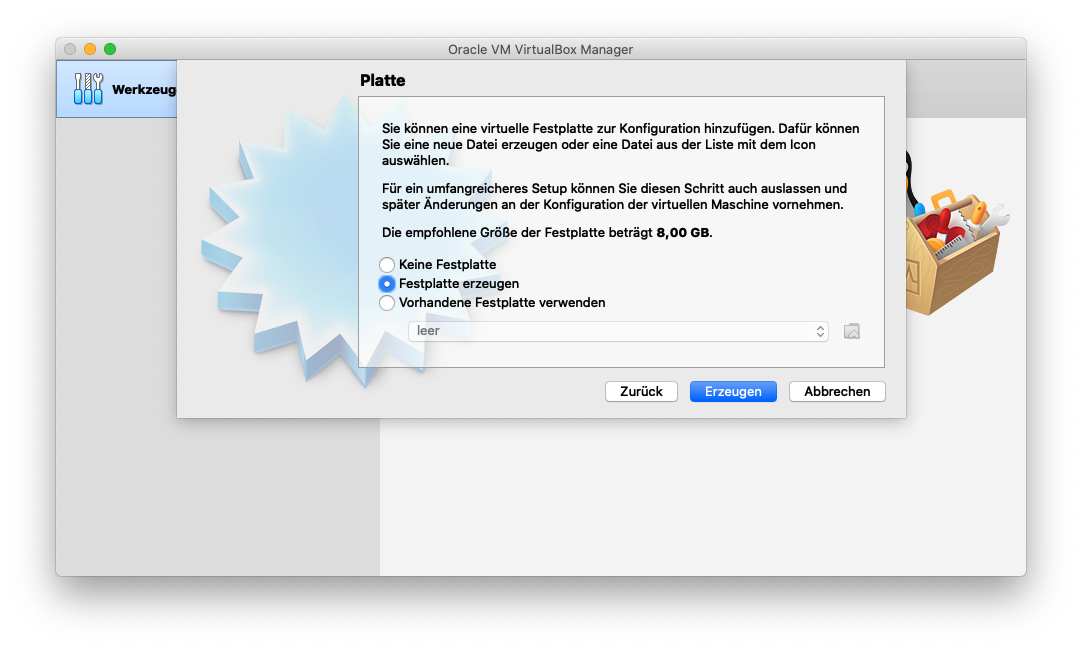 Oracle VM VirtualBox Manager
Werkzeug
Platte
Sie können eine virtuelle Festplatte zur Konfiguration hinzufügen. Dafür können
Sie eine neue Datei erzeugen oder eine Datei aus der Liste mit dem Icon
auswählen.
Für ein umfangreicheres Setup können Sie diesen Schritt auch auslassen und
später Änderungen an der Konfiguration der virtuellen Maschine vornehmen.
Die empfohlene Größe der Festplatte beträgt 8,00 GB.
Keine Festplatte
Festplatte erzeugen
Vorhandene Festplatte verwenden
leer
Zurück
Erzeugen
Abbrechen